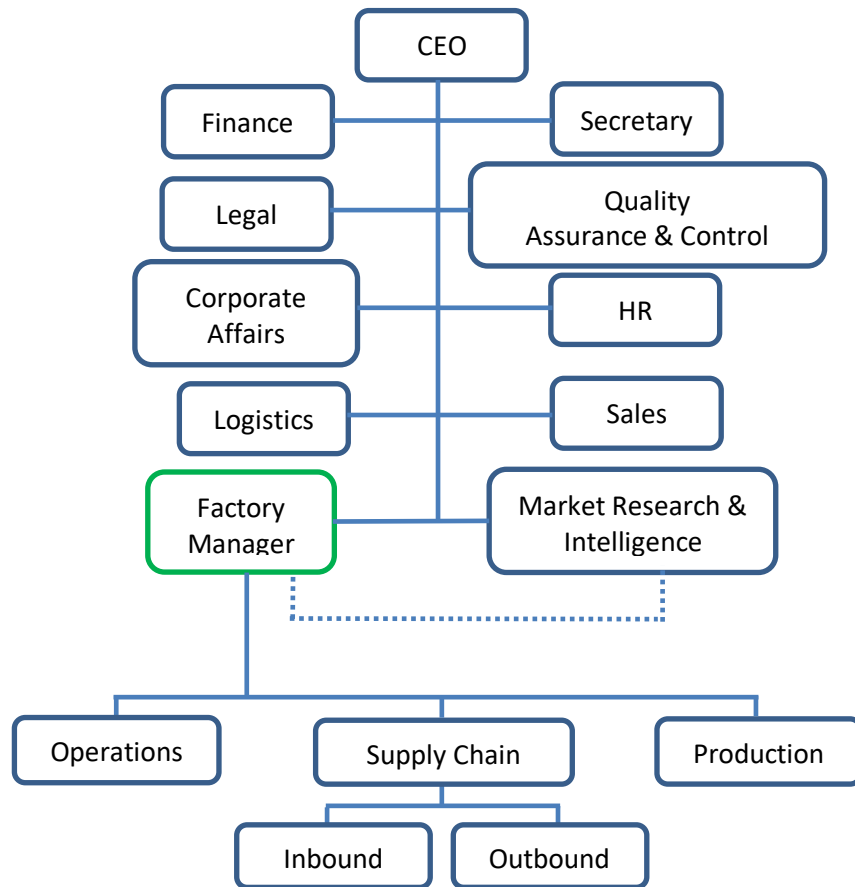 CEO
Finance
Secretary
Legal
Quality
Assurance & Control
Corporate
Affairs
HR
Logistics
Sales
Factory
Manager
Market Research &
Intelligence
Operations
Supply Chain
Production
Inbound
Outbound